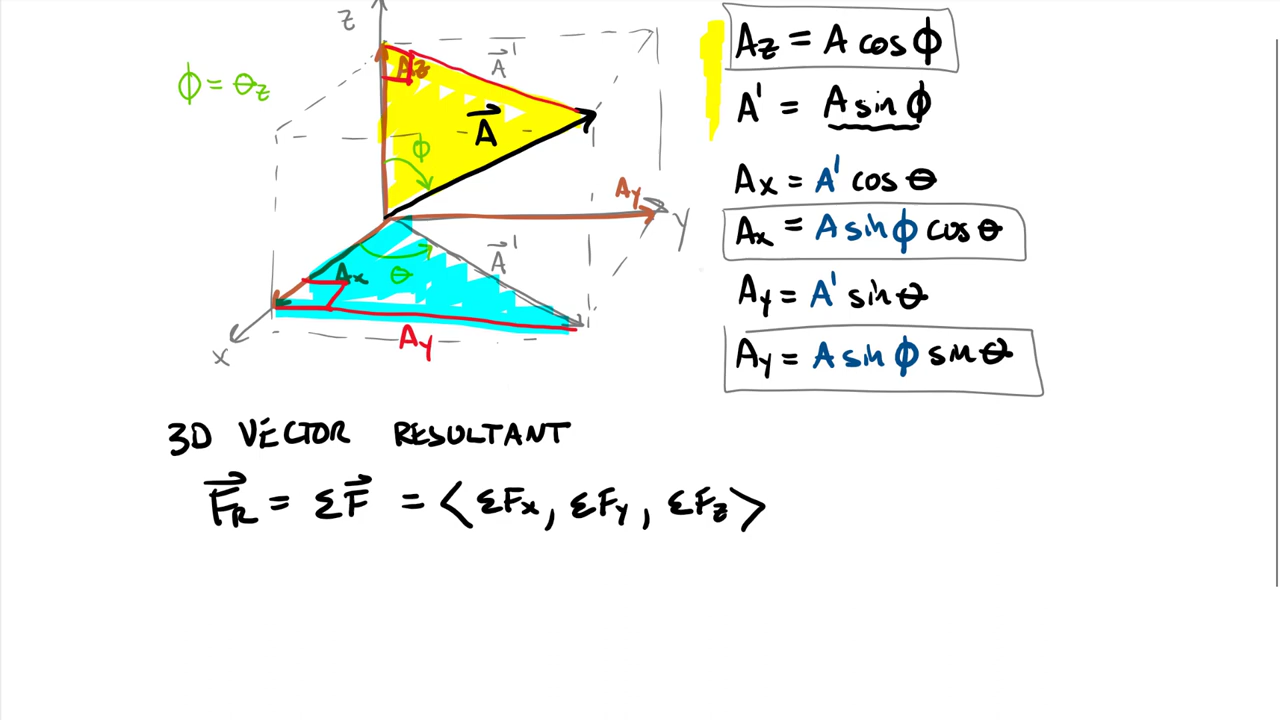 z
ϕ = θz
Az
A⃗'
A⃗
ϕ
Ay
y
Ax
θ
A⃗'
x
Ay
Az = A cos ϕ
A' = A sin ϕ
Ax = A' cos θ
Ax = A sin ϕ cos θ
Ay = A' sin θ
Ay = A sin ϕ sin θ
3D VECTOR RESULTANT
F⃗R = ΣF⃗ = ⟨ΣFx, ΣFy, ΣFz⟩